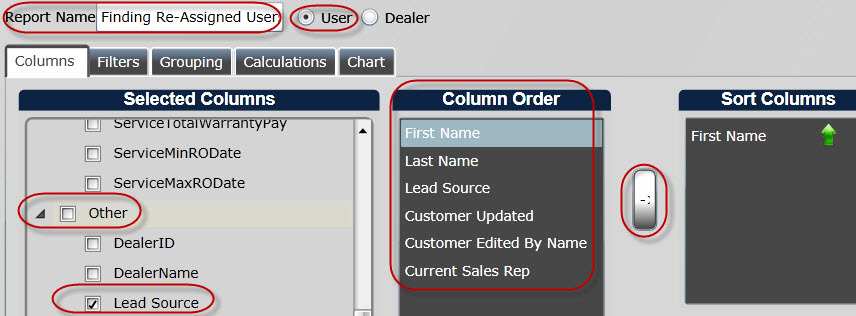 Report Name Finding Re-Assigned User User Dealer
Columns Filters Grouping Calculations Chart
Selected Columns Column Order Sort Columns
ServiceTotalWarrantyPay
ServiceMinRODate
ServiceMaxRODate
Other
DealerID
DealerName
Lead Source
First Name
Last Name
Lead Source
Customer Updated
Customer Edited By Name
Current Sales Rep
First Name